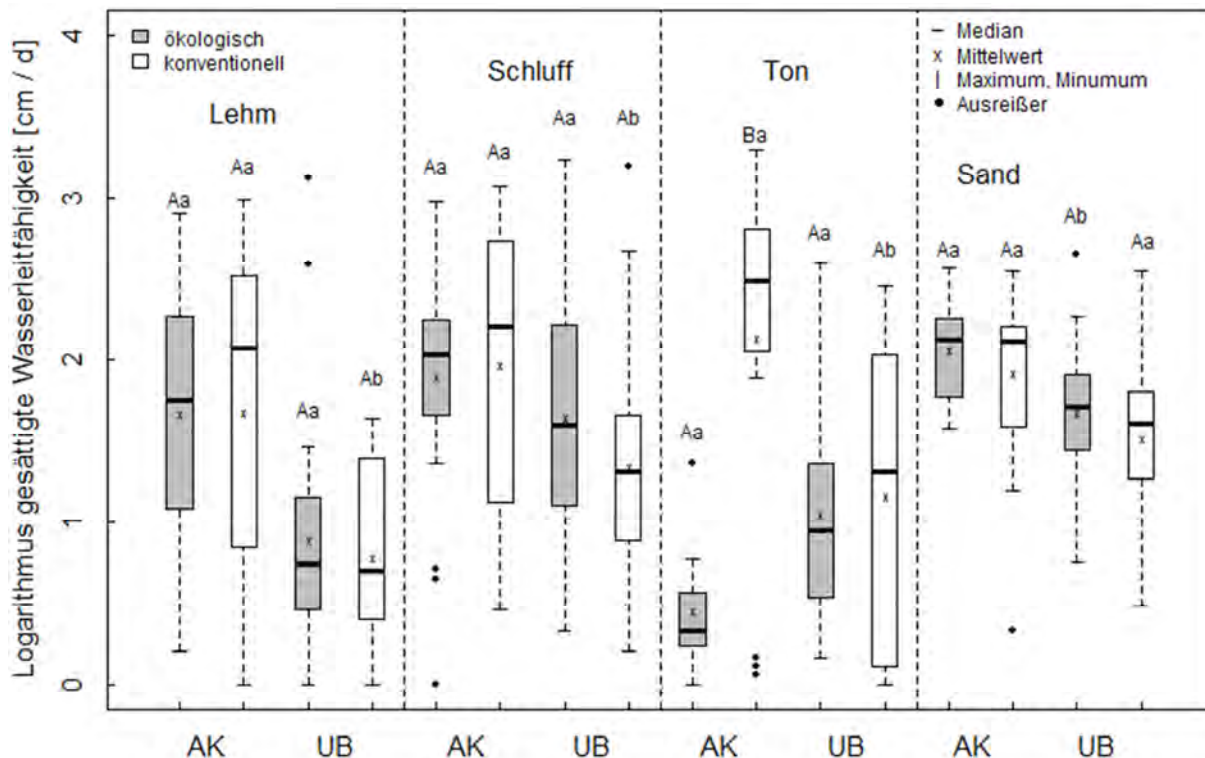 Logarithmus gesättigte Wasserleitfähigkeit [cm / d]
4
3
2
1
0
ökologisch
konventionell
Lehm
Schluff
Ton
Sand
– Median
x Mittelwert
| Maximum, Minumum
• Ausreißer
Aa
Aa
Aa
Ab
Aa
Aa
Aa
Ab
Aa
Ba
Aa
Ab
Aa
Aa
Ab
Aa
AK UB AK UB AK UB AK UB